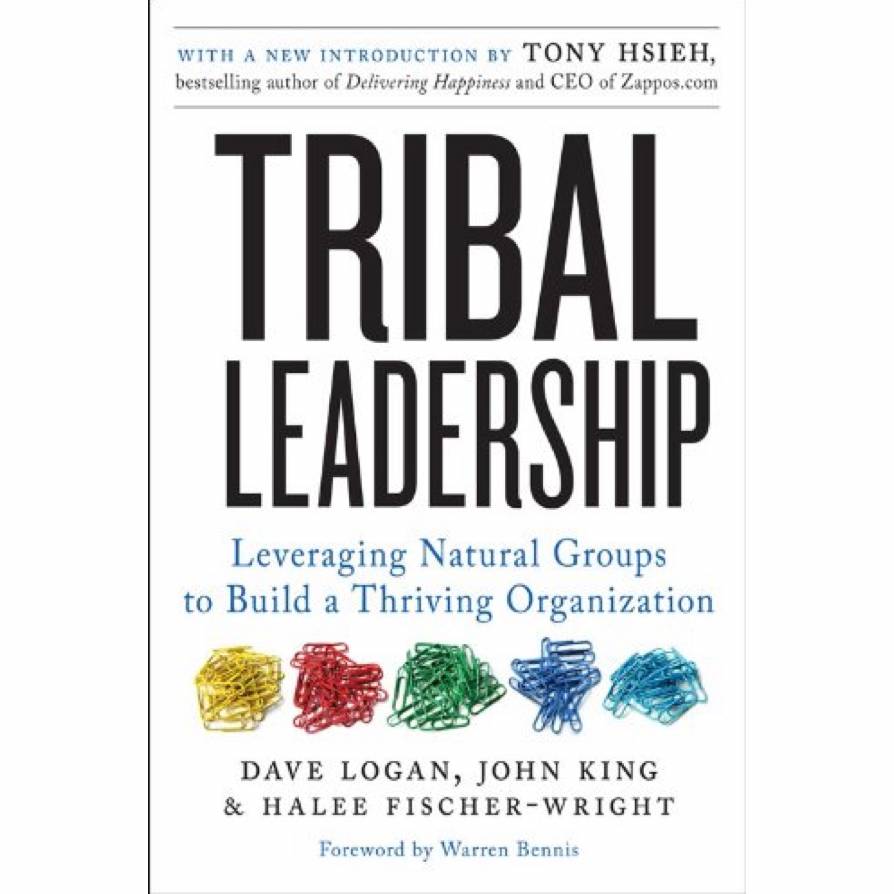 WITH A NEW INTRODUCTION BY TONY HSIEH,
bestselling author of Delivering Happiness and CEO of Zappos.com
TRIBAL
LEADERSHIP
Leveraging Natural Groups
to Build a Thriving Organization
DAVE LOGAN, JOHN KING
& HALEE FISCHER-WRIGHT
Foreword by Warren Bennis